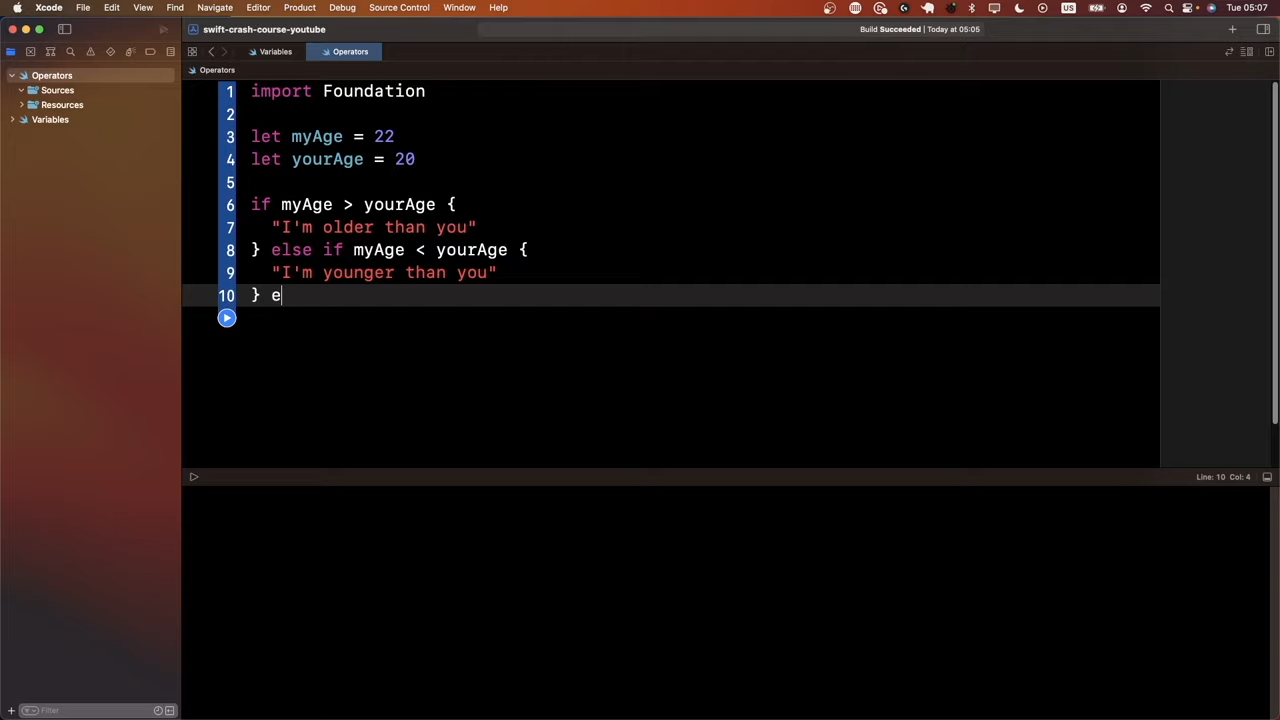 Xcode File Edit View Find Navigate Editor Product Debug Source Control Window Help US Tue 05:07
swift-crash-course-youtube Build Succeeded | Today at 05:05
Variables Operators
Operators
Operators
Sources
Resources
Variables
1 import Foundation
2
3 let myAge = 22
4 let yourAge = 20
5
6 if myAge > yourAge {
7 "I'm older than you"
8 } else if myAge < yourAge {
9 "I'm younger than you"
10 } e
Line: 10 Col: 4
Filter